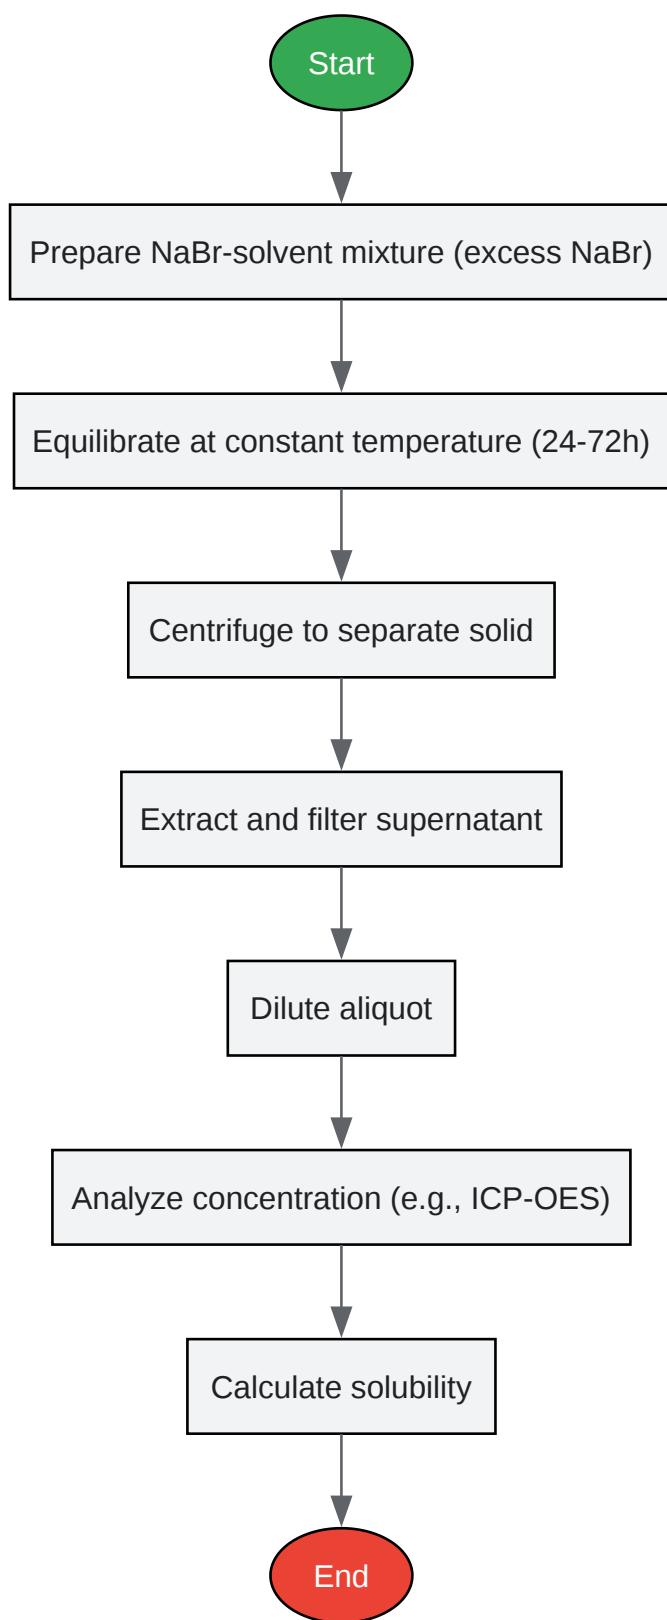 Start
Prepare NaBr-solvent mixture (excess NaBr)
Equilibrate at constant temperature (24-72h)
Centrifuge to separate solid
Extract and filter supernatant
Dilute aliquot
Analyze concentration (e.g., ICP-OES)
Calculate solubility
End